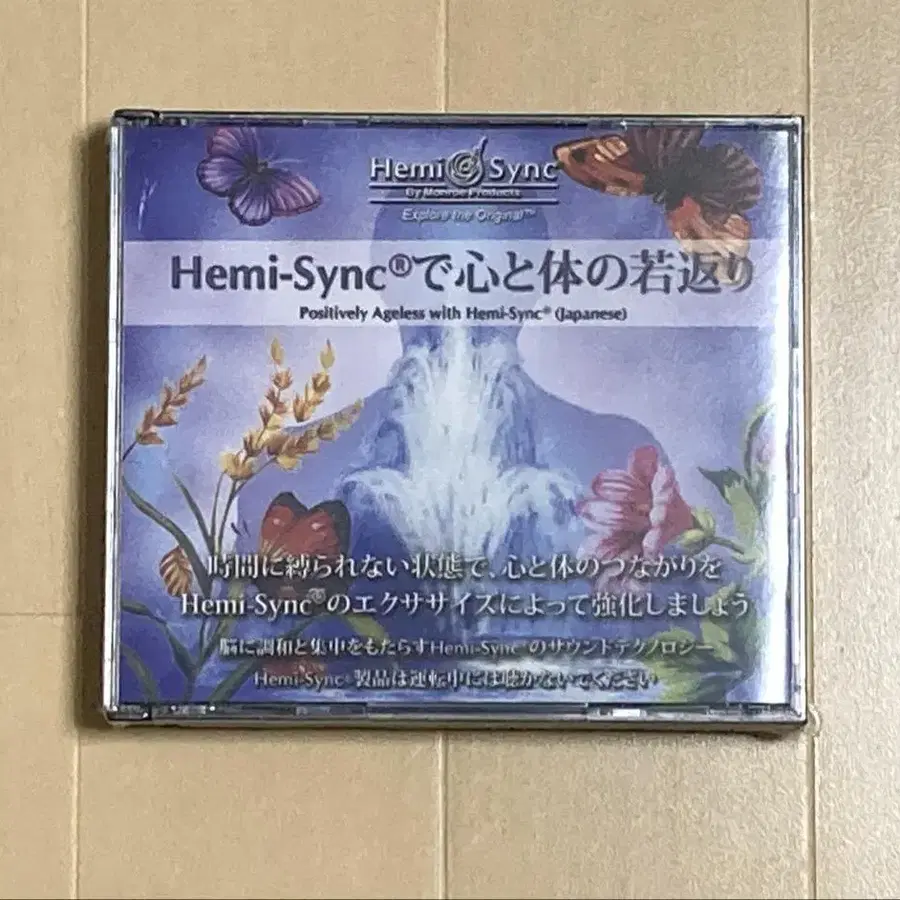 Hemi Sync
By Monroe Products
Explore the Original™
Hemi-Sync®で心と体の若返り
Positively Ageless with Hemi-Sync® (Japanese)
時間に縛られない状態で、心と体のつながりを
Hemi-Sync®のエクササイズによって強化しましょう
脳に調和と集中をもたらすHemi-Sync®のサウンドテクノロジー
Hemi-Sync®製品は運転中には聴かないでください